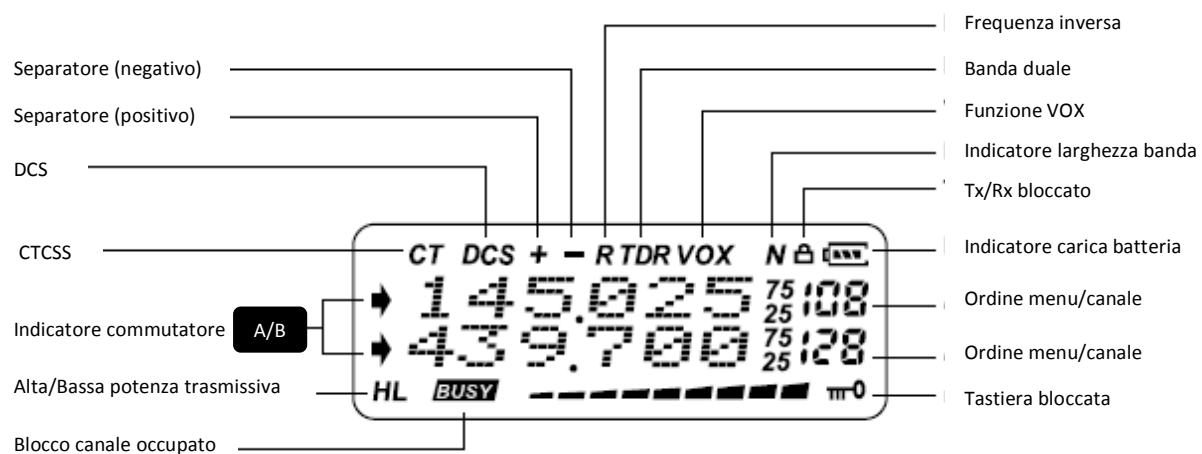 Frequenza inversa
Separatore (negativo)
Banda duale
Separatore (positivo)
Funzione VOX
Indicatore larghezza banda
DCS
Tx/Rx bloccato
CTCSS
CT DCS + - R TDR VOX N
Indicatore carica batteria
145.025 75 25 108
Ordine menu/canale
Indicatore commutatore A/B
439.700 75 25 128
Ordine menu/canale
Alta/Bassa potenza trasmissiva
HL BUSY
Tastiera bloccata
Blocco canale occupato